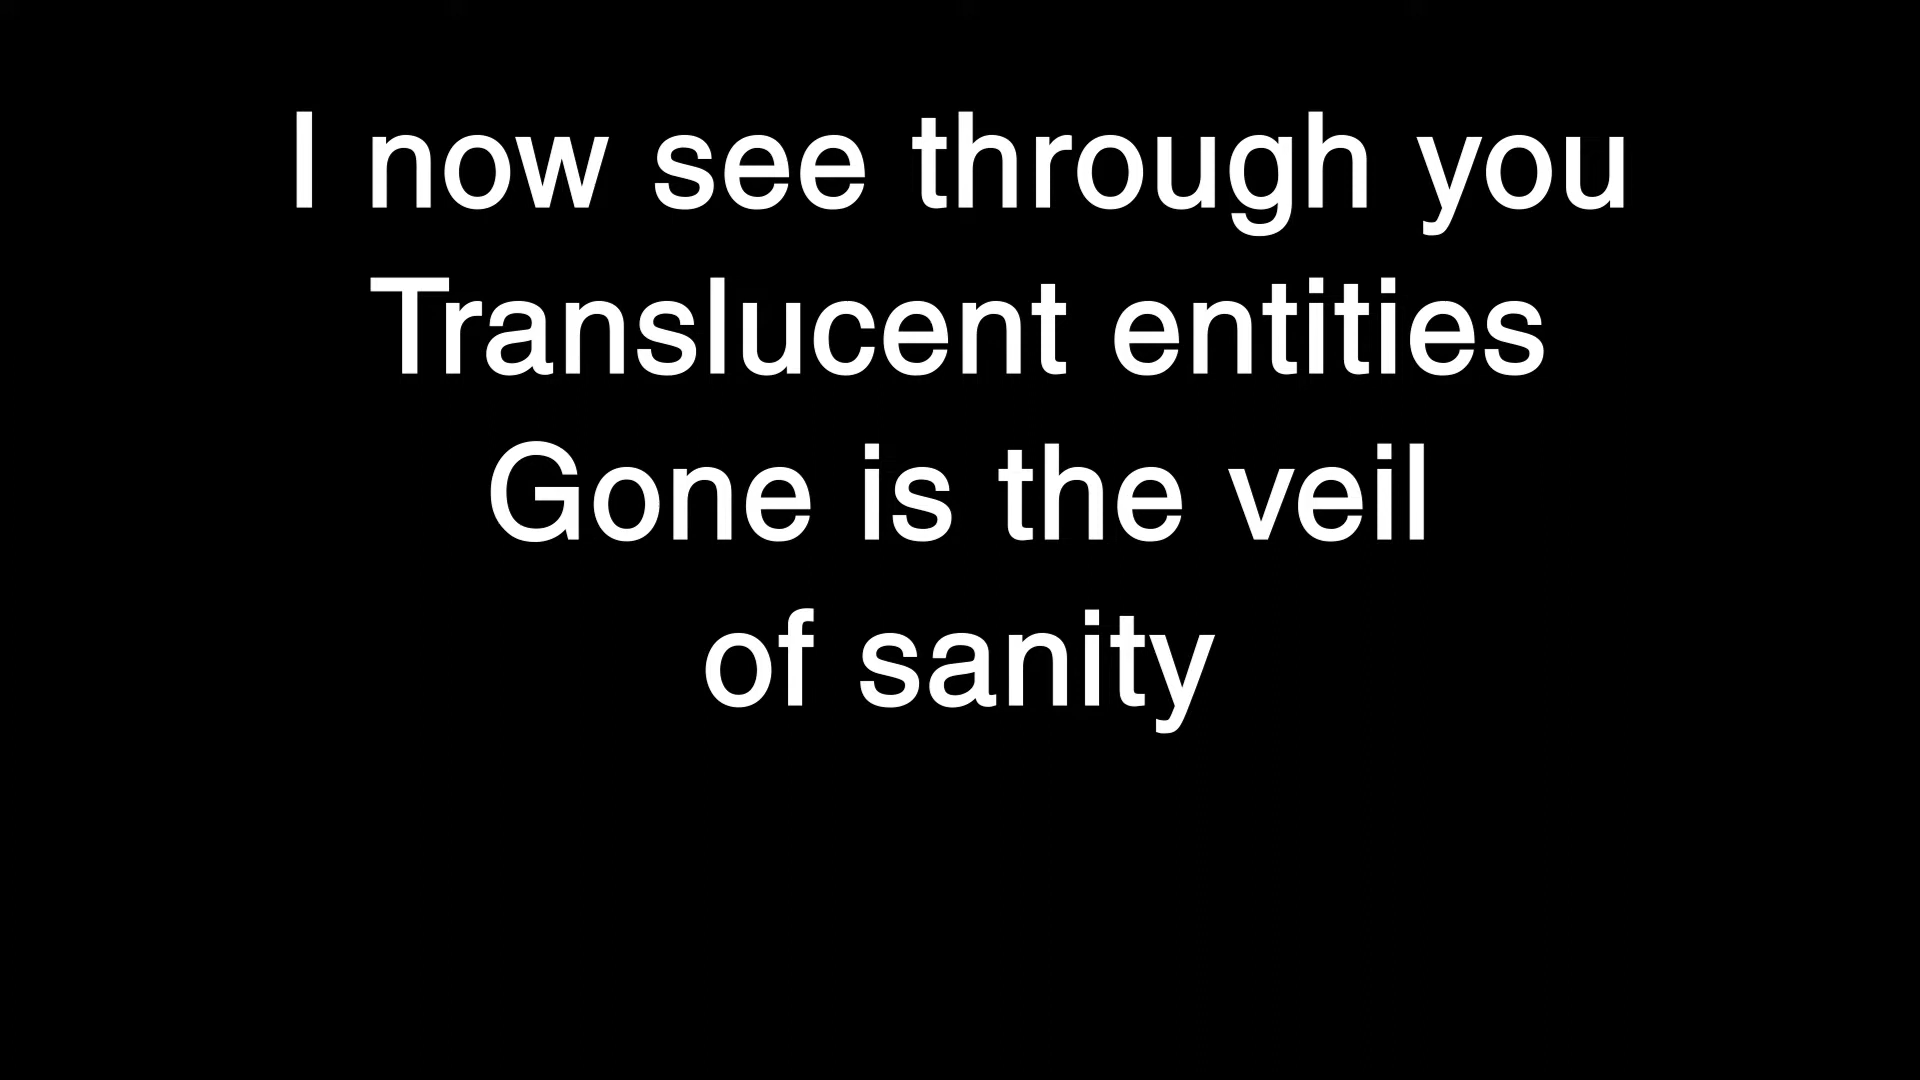 I now see through you
Translucent entities
Gone is the veil
of sanity